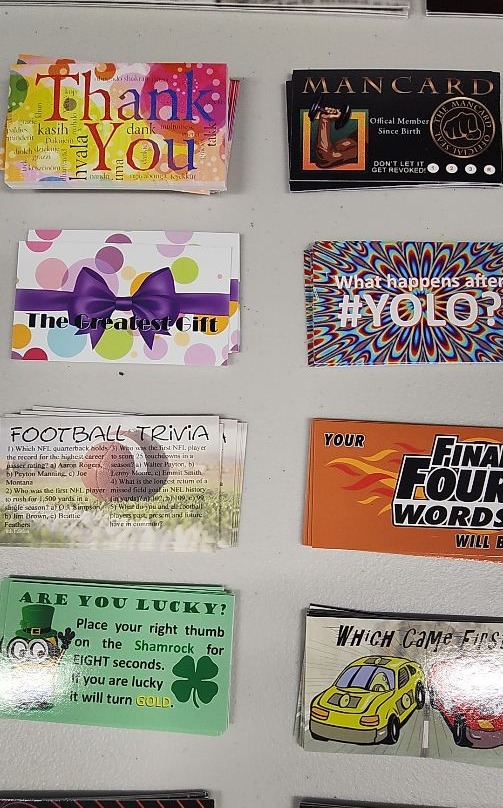 Thank
You
kasih
dank
hvala
MANCARD
Offical Member
Since Birth
DON'T LET IT
GET REVOKED!
1 2 3 R
The Greatest Gift
What happens after
#YOLO?
FOOTBALL TRIVIA
1) Which NFL quarterback holds
the record for the highest career
passer rating? a) Aaron Rogers,
b) Peyton Manning, c) Joe
Montana
2) Who was the first NFL player
to rush for 1,500 yards in a
single season? a) O.J. Simpson,
b) Jim Brown, c) Beattie
Feathers
3) Who was the first NFL player
to score 25 touchdowns in a
season? a) Walter Payton, b)
Lenny Moore, c) Emmit Smith
4) What is the longest return of a
missed field goal in NFL history
(in yards)?
5) What do you and all football
players past, present and future
have in common?
YOUR
FINAL
FOUR
WORDS
WILL B
ARE YOU LUCKY?
Place your right thumb
on the Shamrock for
EIGHT seconds.
If you are lucky
it will turn GOLD.
Which Came First